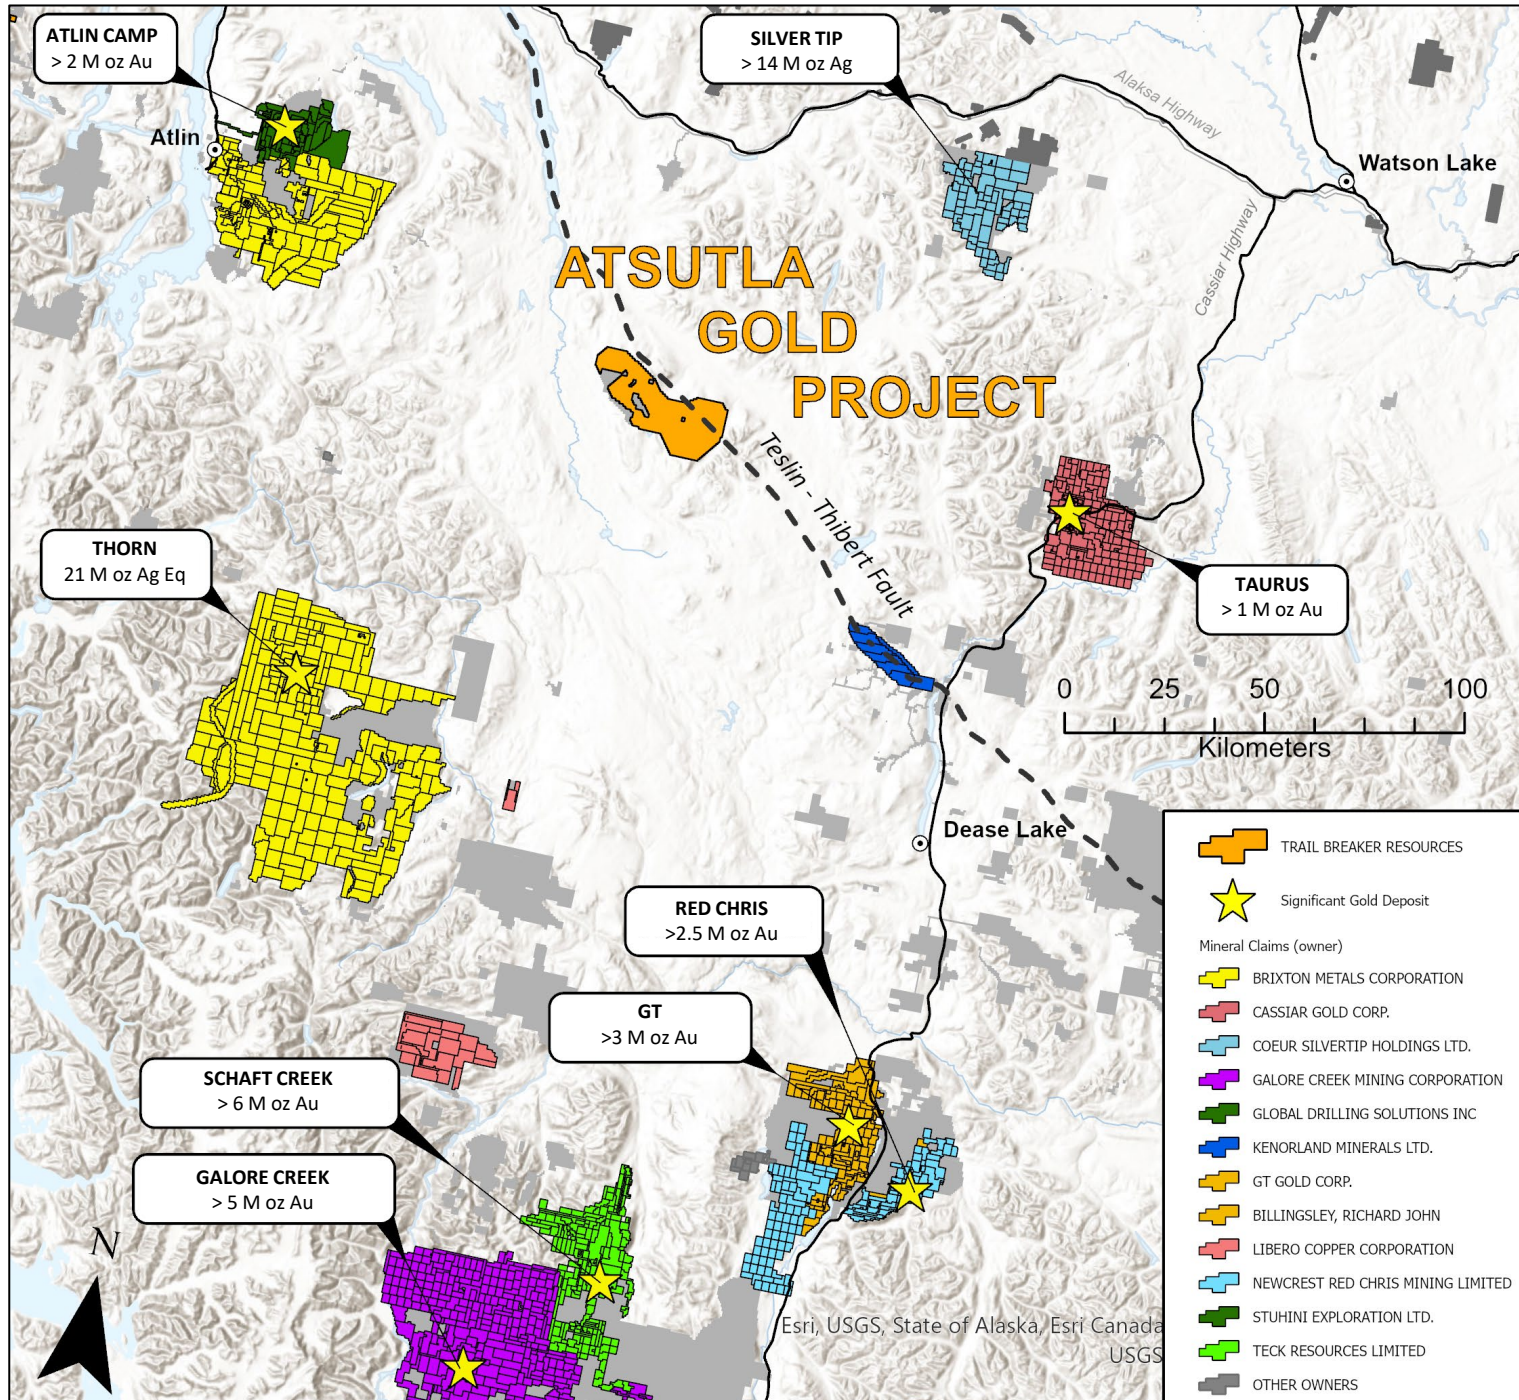 ATLIN CAMP
> 2 M oz Au
SILVER TIP
> 14 M oz Ag
Alaksa Highway
Atlin
Watson Lake
Cassiar Highway
ATSUTLA
GOLD
PROJECT
Teslin - Thibert Fault
THORN
21 M oz Ag Eq
TAURUS
> 1 M oz Au
0 25 50 100
Kilometers
Dease Lake
RED CHRIS
>2.5 M oz Au
GT
>3 M oz Au
SCHAFT CREEK
> 6 M oz Au
GALORE CREEK
> 5 M oz Au
N
TRAIL BREAKER RESOURCES
Significant Gold Deposit
Mineral Claims (owner)
BRIXTON METALS CORPORATION
CASSIAR GOLD CORP.
COEUR SILVERTIP HOLDINGS LTD.
GALORE CREEK MINING CORPORATION
GLOBAL DRILLING SOLUTIONS INC
KENORLAND MINERALS LTD.
GT GOLD CORP.
BILLINGSLEY, RICHARD JOHN
LIBERO COPPER CORPORATION
NEWCREST RED CHRIS MINING LIMITED
STUHINI EXPLORATION LTD.
TECK RESOURCES LIMITED
OTHER OWNERS
Esri, USGS, State of Alaska, Esri Canada
USGS